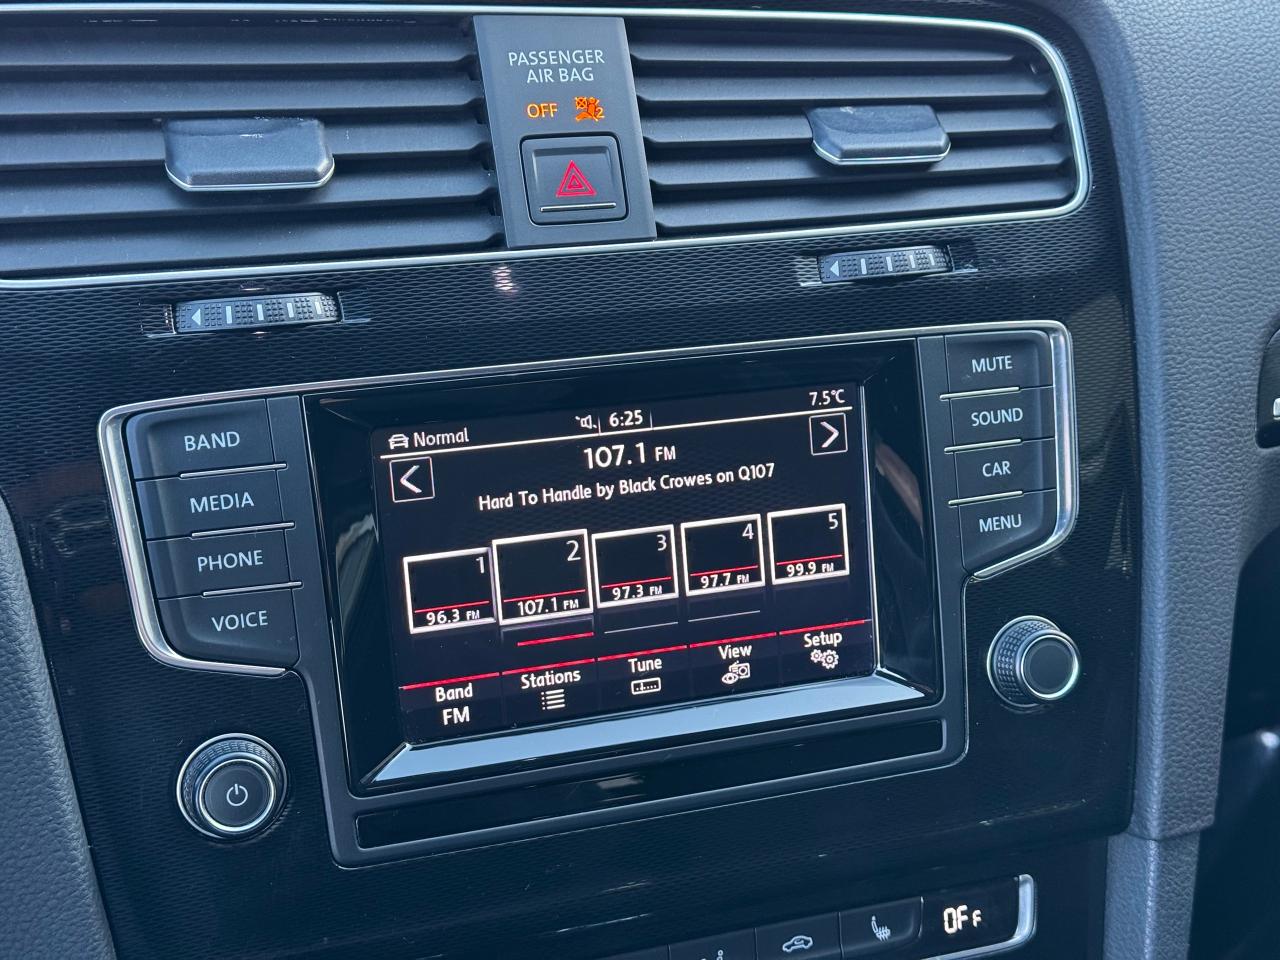 PASSENGER
AIR BAG
OFF
2
MUTE
BAND
SOUND
MEDIA
CAR
PHONE
MENU
VOICE
Normal
6:25
7.5°C
107.1 FM
Hard To Handle by Black Crowes on Q107
1
2
3
4
5
96.3 FM
107.1 FM
97.3 FM
97.7 FM
99.9 FM
Band
Stations
Tune
View
Setup
FM
OFF